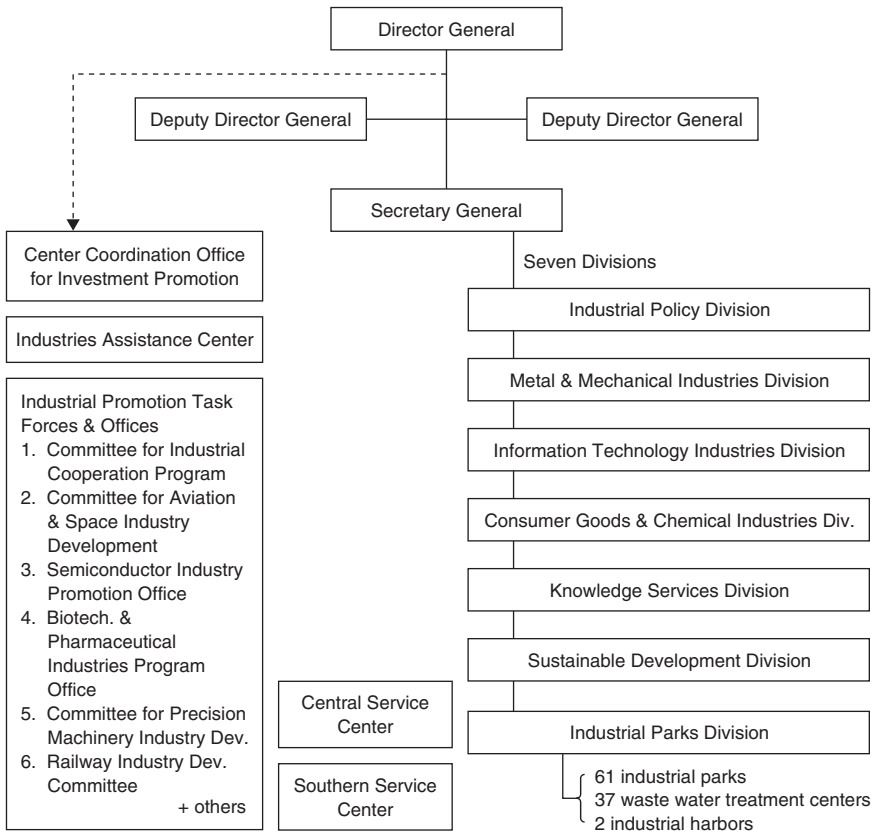 Director General
Deputy Director General
Deputy Director General
Secretary General
Center Coordination Office
for Investment Promotion
Industries Assistance Center
Industrial Promotion Task
Forces & Offices
1. Committee for Industrial
Cooperation Program
2. Committee for Aviation
& Space Industry
Development
3. Semiconductor Industry
Promotion Office
4. Biotech. &
Pharmaceutical
Industries Program
Office
5. Committee for Precision
Machinery Industry Dev.
6. Railway Industry Dev.
Committee
+ others
Central Service
Center
Southern Service
Center
Seven Divisions
Industrial Policy Division
Metal & Mechanical Industries Division
Information Technology Industries Division
Consumer Goods & Chemical Industries Div.
Knowledge Services Division
Sustainable Development Division
Industrial Parks Division
61 industrial parks
37 waste water treatment centers
2 industrial harbors